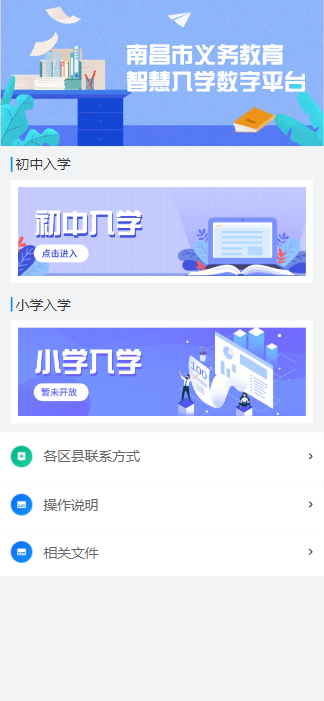 南昌市义务教育
智慧入学数字平台
初中入学
初中入学
点击进入
小学入学
小学入学
100
暂未开放
各区县联系方式
操作说明
相关文件